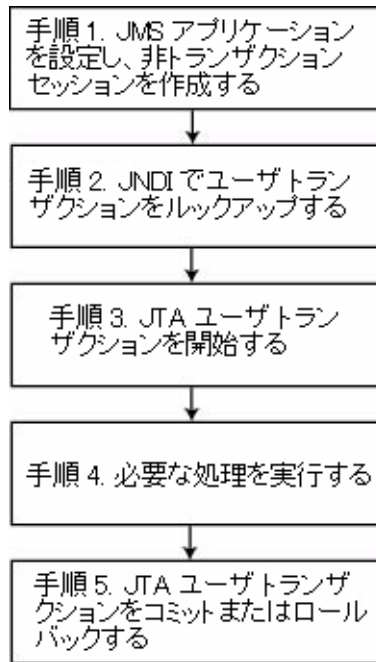 手順 1. JMS アプリケーション
を設定し、非トランザクション
セッションを作成する
手順 2. JNDI でユーザトラン
ザクションをルックアップする
手順 3. JTA ユーザトラン
ザクションを開始する
手順 4. 必要な処理を実行する
手順 5. JTA ユーザトランザ
クションをコミットまたはロール
バックする